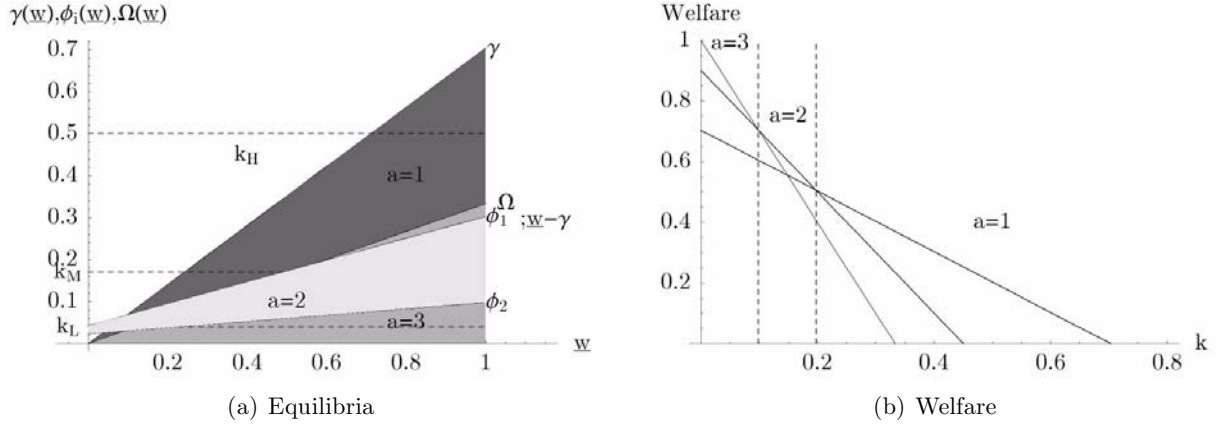 γ(w),ϕi(w),Ω(w)
0.7
0.6
0.5
0.4
0.3
0.2
0.1
kH
kM
kL
a=1
a=2
a=3
γ
Ω
ϕ1 ;w−γ
ϕ2
0.2 0.4 0.6 0.8 1 w
(a) Equilibria
Welfare
1
0.8
0.6
0.4
0.2
a=3
a=2
a=1
0.2 0.4 0.6 0.8 k
(b) Welfare